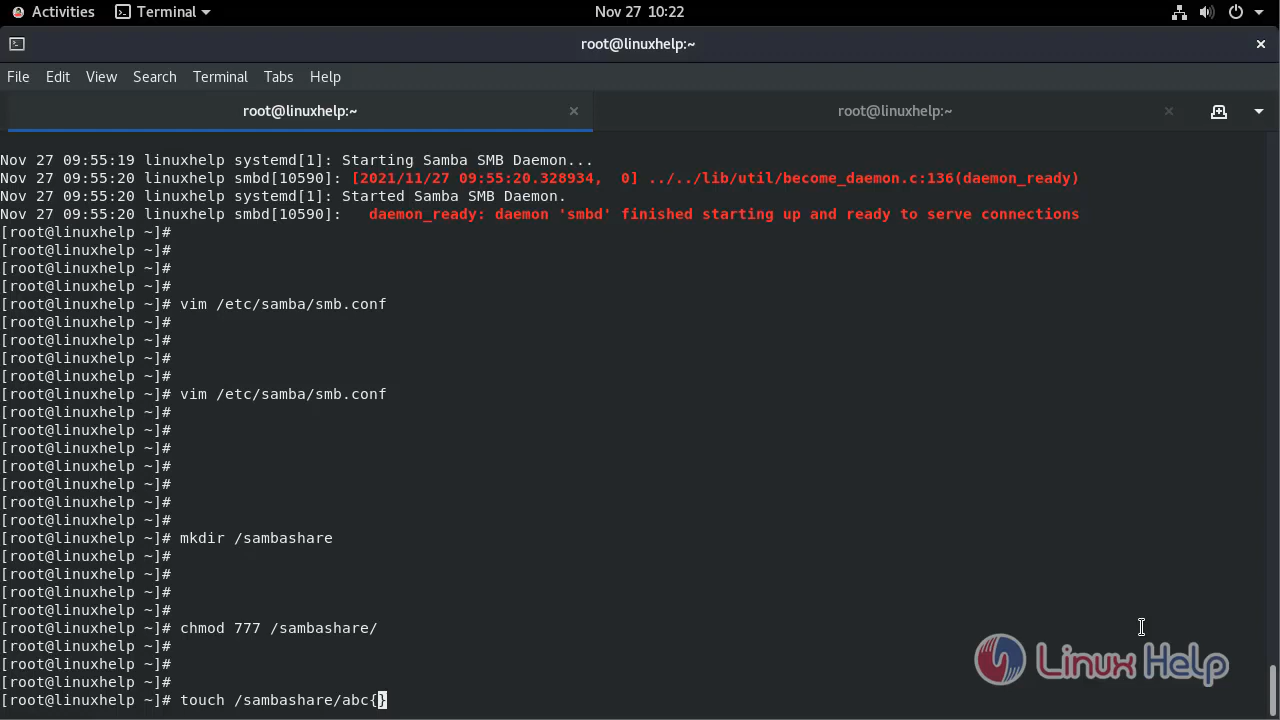 Activities Terminal Nov 27 10:22
root@linuxhelp:~ ×
File Edit View Search Terminal Tabs Help
root@linuxhelp:~ × root@linuxhelp:~ ×
Nov 27 09:55:19 linuxhelp systemd[1]: Starting Samba SMB Daemon...
Nov 27 09:55:20 linuxhelp smbd[10590]: [2021/11/27 09:55:20.328934,  0] ../../lib/util/become_daemon.c:136(daemon_ready)
Nov 27 09:55:20 linuxhelp systemd[1]: Started Samba SMB Daemon.
Nov 27 09:55:20 linuxhelp smbd[10590]:   daemon_ready: daemon 'smbd' finished starting up and ready to serve connections
[root@linuxhelp ~]#
[root@linuxhelp ~]#
[root@linuxhelp ~]#
[root@linuxhelp ~]#
[root@linuxhelp ~]# vim /etc/samba/smb.conf
[root@linuxhelp ~]#
[root@linuxhelp ~]#
[root@linuxhelp ~]#
[root@linuxhelp ~]#
[root@linuxhelp ~]# vim /etc/samba/smb.conf
[root@linuxhelp ~]#
[root@linuxhelp ~]#
[root@linuxhelp ~]#
[root@linuxhelp ~]#
[root@linuxhelp ~]#
[root@linuxhelp ~]#
[root@linuxhelp ~]#
[root@linuxhelp ~]# mkdir /sambashare
[root@linuxhelp ~]#
[root@linuxhelp ~]#
[root@linuxhelp ~]#
[root@linuxhelp ~]#
[root@linuxhelp ~]# chmod 777 /sambashare/
[root@linuxhelp ~]#
[root@linuxhelp ~]#
[root@linuxhelp ~]#
[root@linuxhelp ~]# touch /sambashare/abc{}
Linux Help